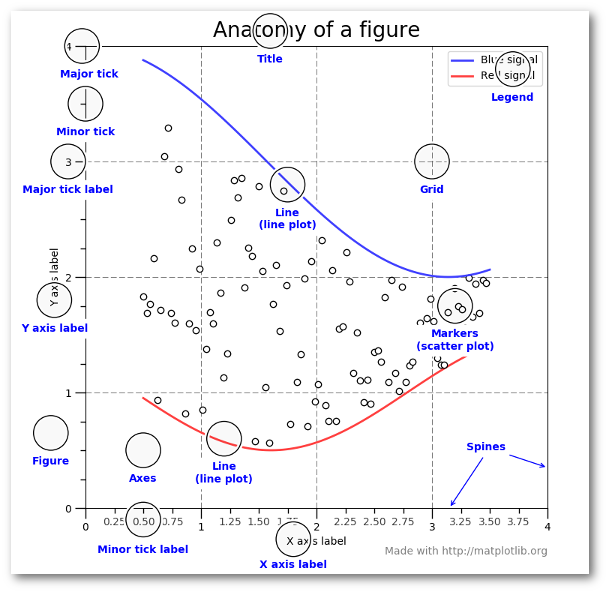 Anatomy of a figure
Title
Blue signal
Red signal
Legend
4
Major tick
Minor tick
3
Major tick label
Grid
Line
(line plot)
2
Y axis label
Y axis label
Markers
(scatter plot)
1
Figure
Axes
Line
(line plot)
Spines
0
0 0.25 0.50 0.75 1 1.25 1.50 1.75 2 2.25 2.50 2.75 3 3.25 3.50 3.75 4
Minor tick label
X axis label
X axis label
Made with http://matplotlib.org